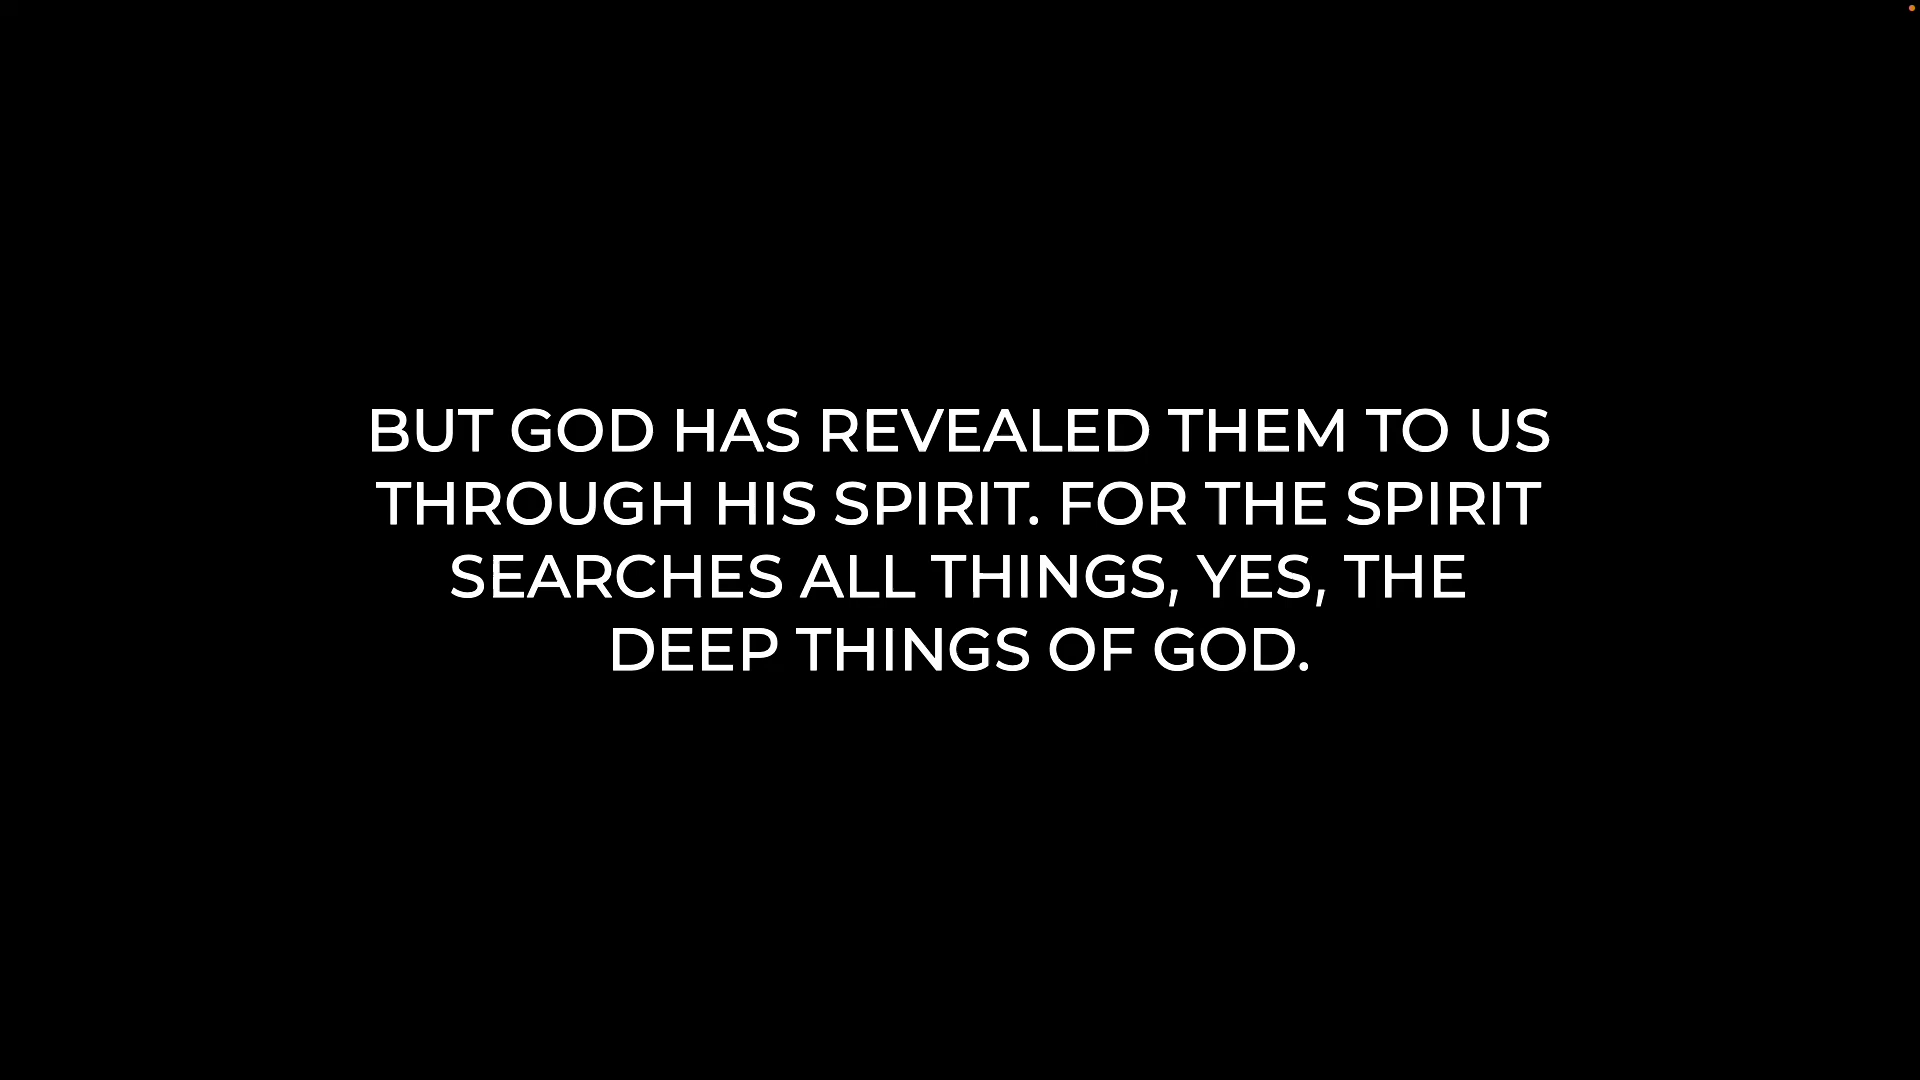 BUT GOD HAS REVEALED THEM TO US
THROUGH HIS SPIRIT. FOR THE SPIRIT
SEARCHES ALL THINGS, YES, THE
DEEP THINGS OF GOD.